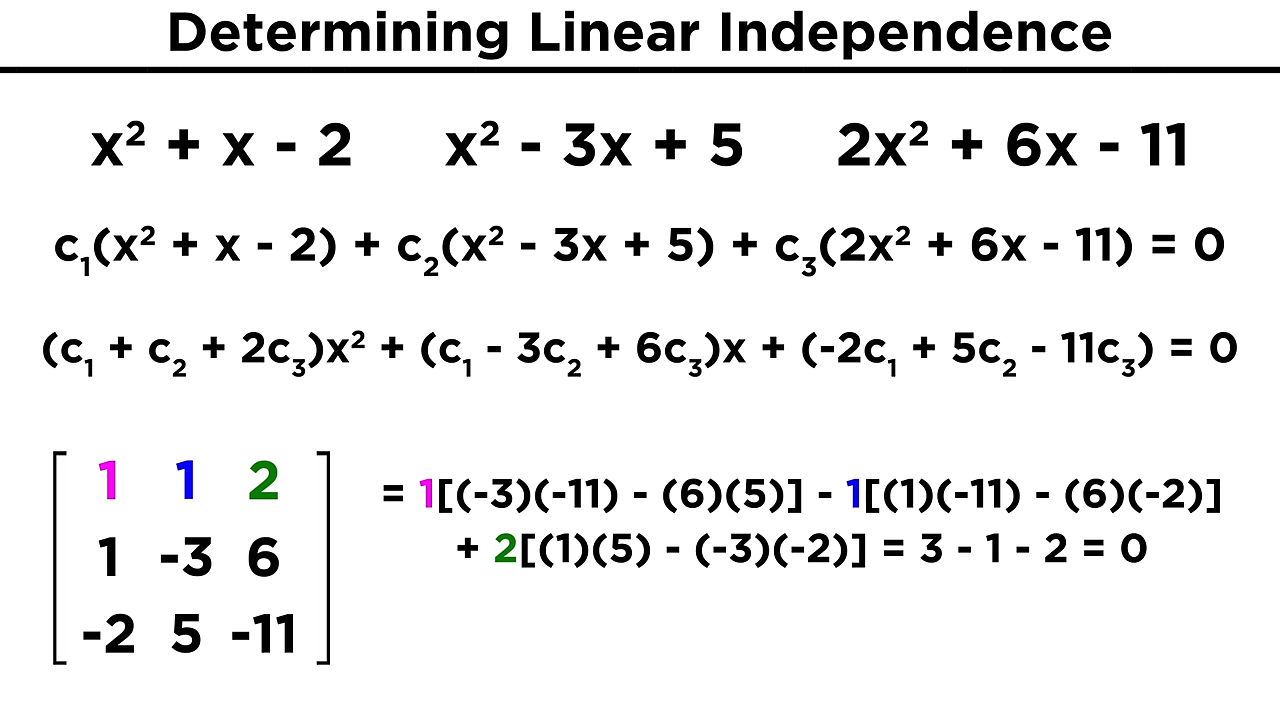 Determining Linear Independence
x² + x - 2 x² - 3x + 5 2x² + 6x - 11
c₁(x² + x - 2) + c₂(x² - 3x + 5) + c₃(2x² + 6x - 11) = 0
(c₁ + c₂ + 2c₃)x² + (c₁ - 3c₂ + 6c₃)x + (-2c₁ + 5c₂ - 11c₃) = 0
1 1 2
1 -3 6
-2 5 -11
= 1[(-3)(-11) - (6)(5)] - 1[(1)(-11) - (6)(-2)]
+ 2[(1)(5) - (-3)(-2)] = 3 - 1 - 2 = 0